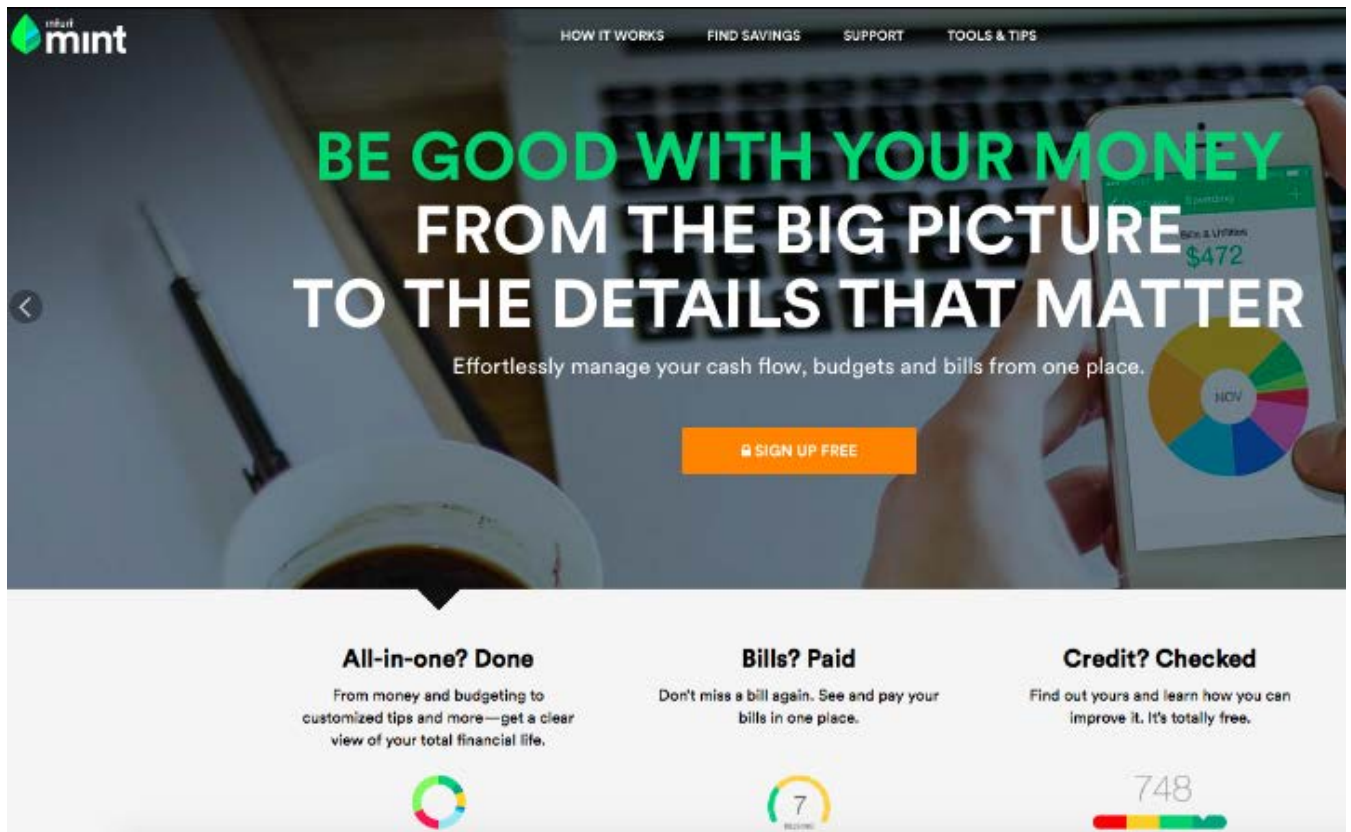 intuit
mint
HOW IT WORKS FIND SAVINGS SUPPORT TOOLS & TIPS
BE GOOD WITH YOUR MONEY
FROM THE BIG PICTURE
TO THE DETAILS THAT MATTER
Effortlessly manage your cash flow, budgets and bills from one place.
SIGN UP FREE
Spending
+
Bills & Utilities
$472
NOV
All-in-one? Done
From money and budgeting to
customized tips and more—get a clear
view of your total financial life.
Bills? Paid
Don't miss a bill again. See and pay your
bills in one place.
7
Credit? Checked
Find out yours and learn how you can
improve it. It's totally free.
748